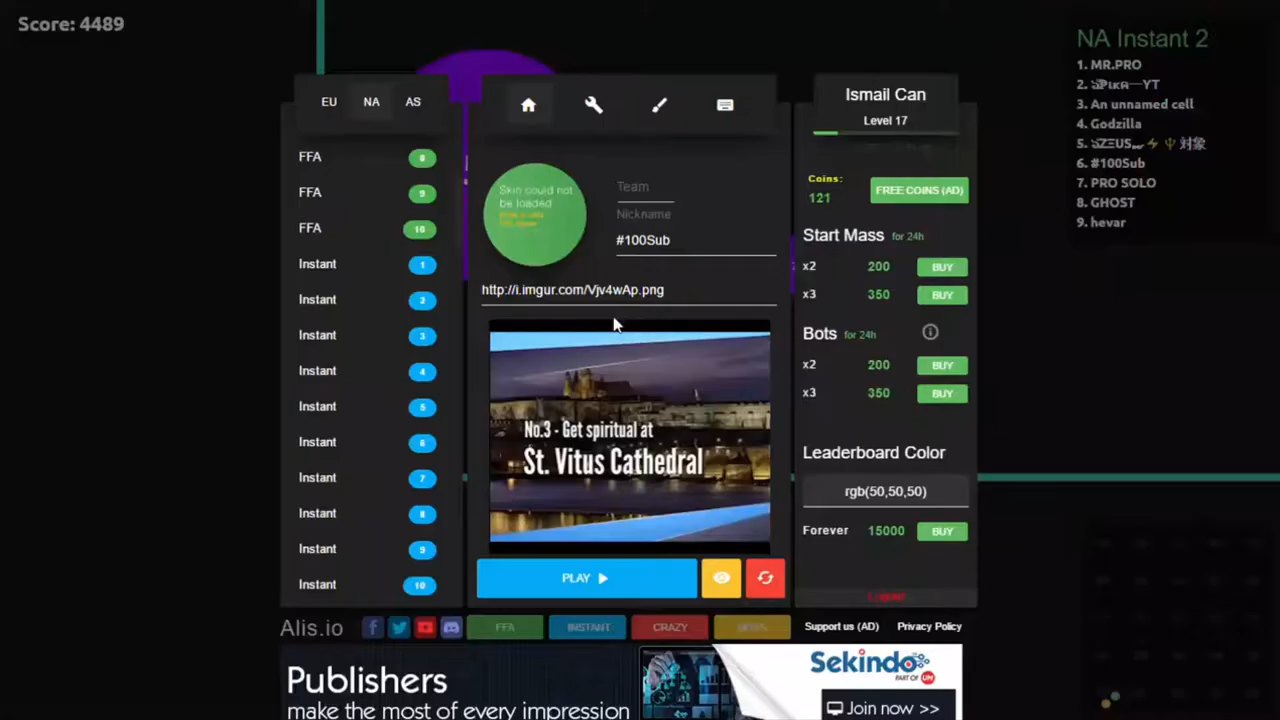 Score: 4489
NA Instant 2
1. MR.PRO
3. An unnamed cell
4. Godzilla
6. #100Sub
7. PRO SOLO
8. GHOST
9. hevar
EU NA AS
FFA 8
FFA 9
FFA 10
Instant 1
Instant 2
Instant 3
Instant 4
Instant 5
Instant 6
Instant 7
Instant 8
Instant 9
Instant 10
Skin could not
be loaded
Team
Nickname
#100Sub
http://i.imgur.com/Vjv4wAp.png
No.3 - Get spiritual at
St. Vitus Cathedral
PLAY
Ismail Can
Level 17
Coins:
121
FREE COINS (AD)
Start Mass for 24h
x2 200 BUY
x3 350 BUY
Bots for 24h
x2 200 BUY
x3 350 BUY
Leaderboard Color
rgb(50,50,50)
Forever 15000 BUY
Logout
Alis.io
FFA INSTANT CRAZY
Support us (AD) Privacy Policy
Publishers
make the most of every impression
Sekindo
PART OF UM
Join now >>